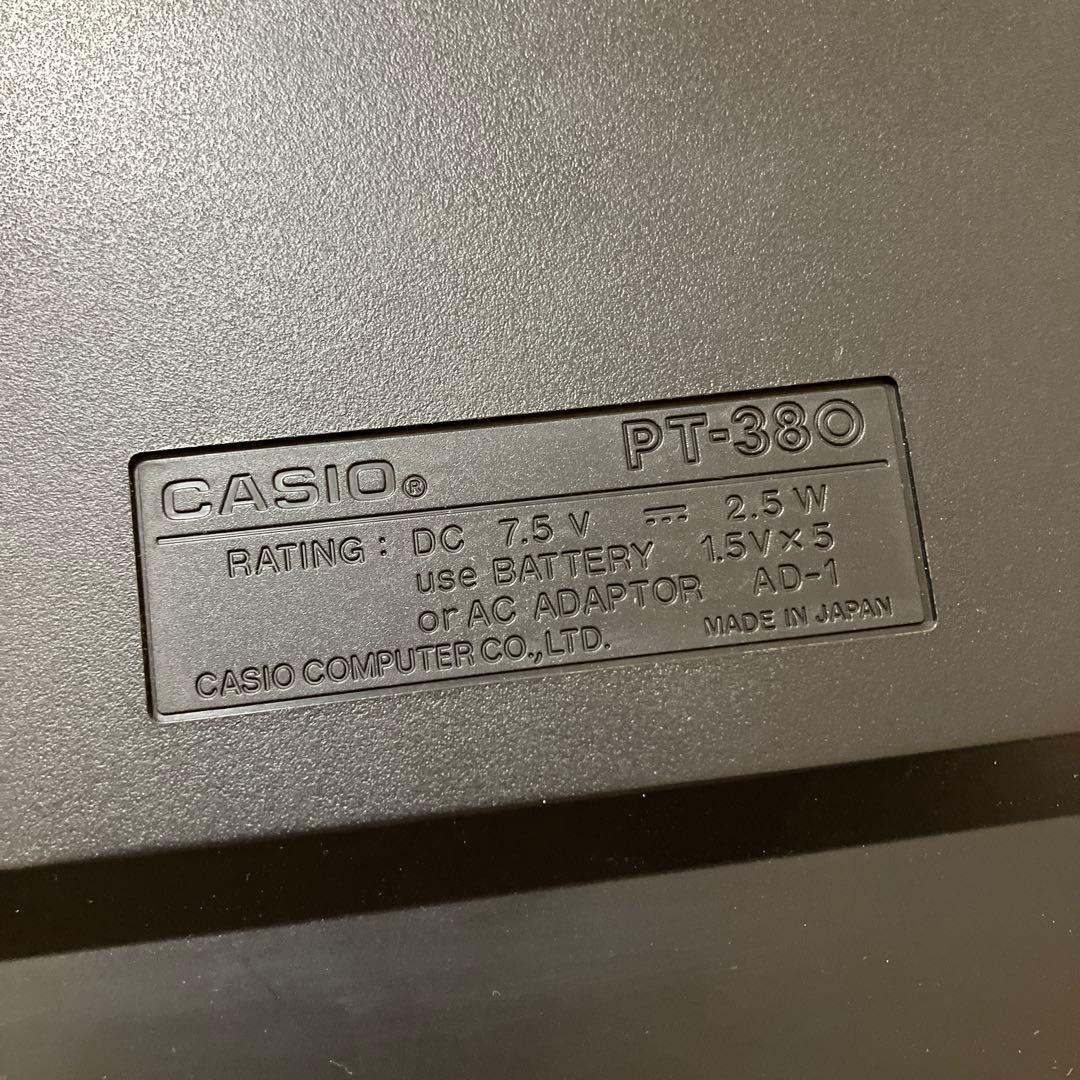 CASIO® PT-380
RATING : DC 7.5 V ⎓ 2.5 W
use BATTERY 1.5V×5
or AC ADAPTOR AD-1
MADE IN JAPAN
CASIO COMPUTER CO.,LTD.